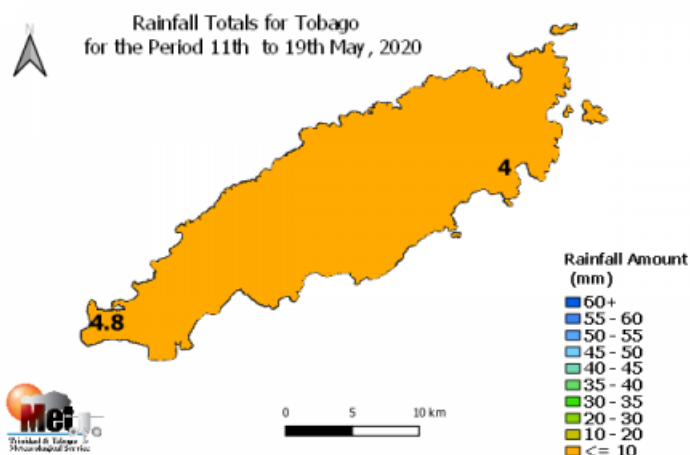 N
Rainfall Totals for Tobago
for the Period 11th to 19th May, 2020
4
4.8
Rainfall Amount
(mm)
60+
55 - 60
50 - 55
45 - 50
40 - 45
35 - 40
30 - 35
20 - 30
10 - 20
<= 10
0 5 10 km
Met
Trinidad & Tobago
Meteorological Service